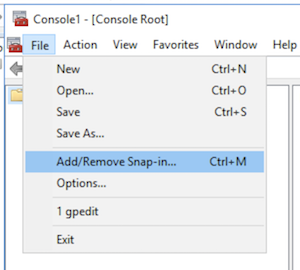 Console1 - [Console Root]
File Action View Favorites Window Help
New Ctrl+N
Open... Ctrl+O
Save Ctrl+S
Save As...
Add/Remove Snap-in... Ctrl+M
Options...
1 gpedit
Exit